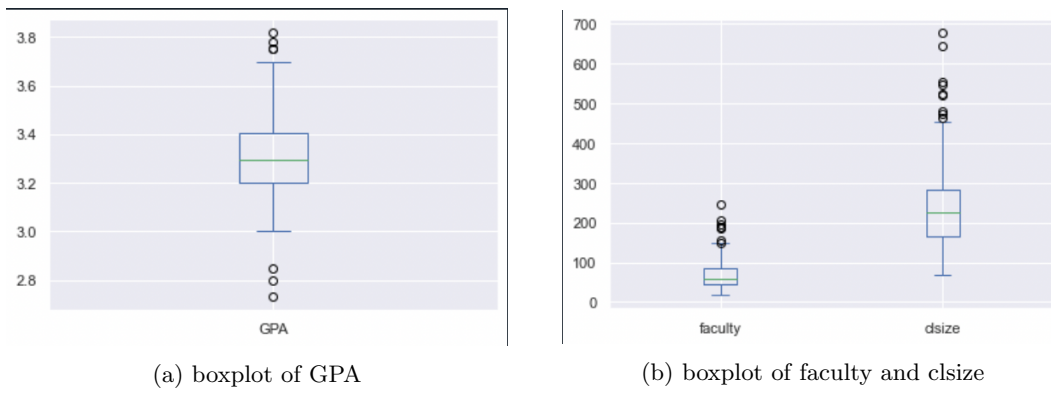 3.8
3.6
3.4
3.2
3.0
2.8
GPA
(a) boxplot of GPA
700
600
500
400
300
200
100
0
faculty
clsize
(b) boxplot of faculty and clsize